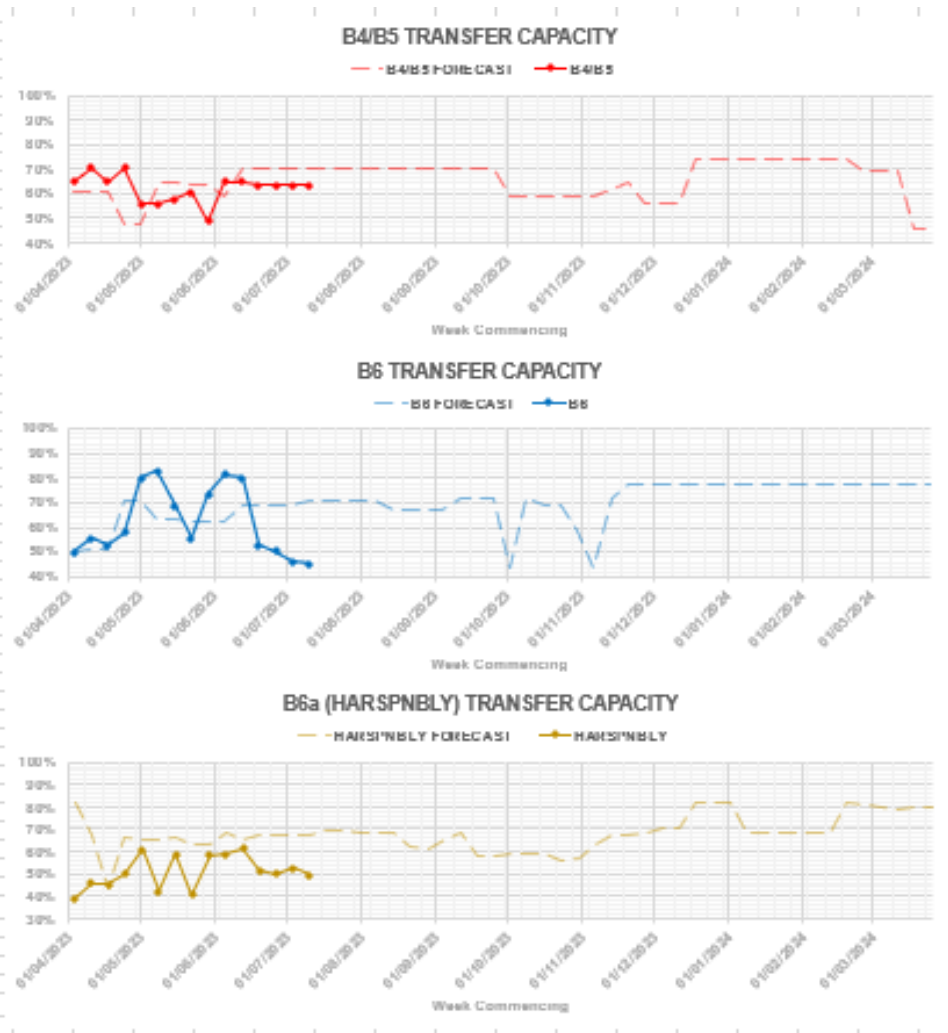 B4/B5 TRANSFER CAPACITY
B4/B5 FORECAST B4/B5
100%
90%
80%
70%
60%
50%
40%
01/04/2023 01/05/2023 01/06/2023 01/07/2023 01/08/2023 01/09/2023 01/10/2023 01/11/2023 01/12/2023 01/01/2024 01/02/2024 01/03/2024
Week Commencing
B6 TRANSFER CAPACITY
B6 FORECAST B6
100%
90%
80%
70%
60%
50%
40%
01/04/2023 01/05/2023 01/06/2023 01/07/2023 01/08/2023 01/09/2023 01/10/2023 01/11/2023 01/12/2023 01/01/2024 01/02/2024 01/03/2024
Week Commencing
B6a (HARSPNBLY) TRANSFER CAPACITY
HARSPNBLY FORECAST HARSPNBLY
100%
90%
80%
70%
60%
50%
40%
30%
01/04/2023 01/05/2023 01/06/2023 01/07/2023 01/08/2023 01/09/2023 01/10/2023 01/11/2023 01/12/2023 01/01/2024 01/02/2024 01/03/2024
Week Commencing